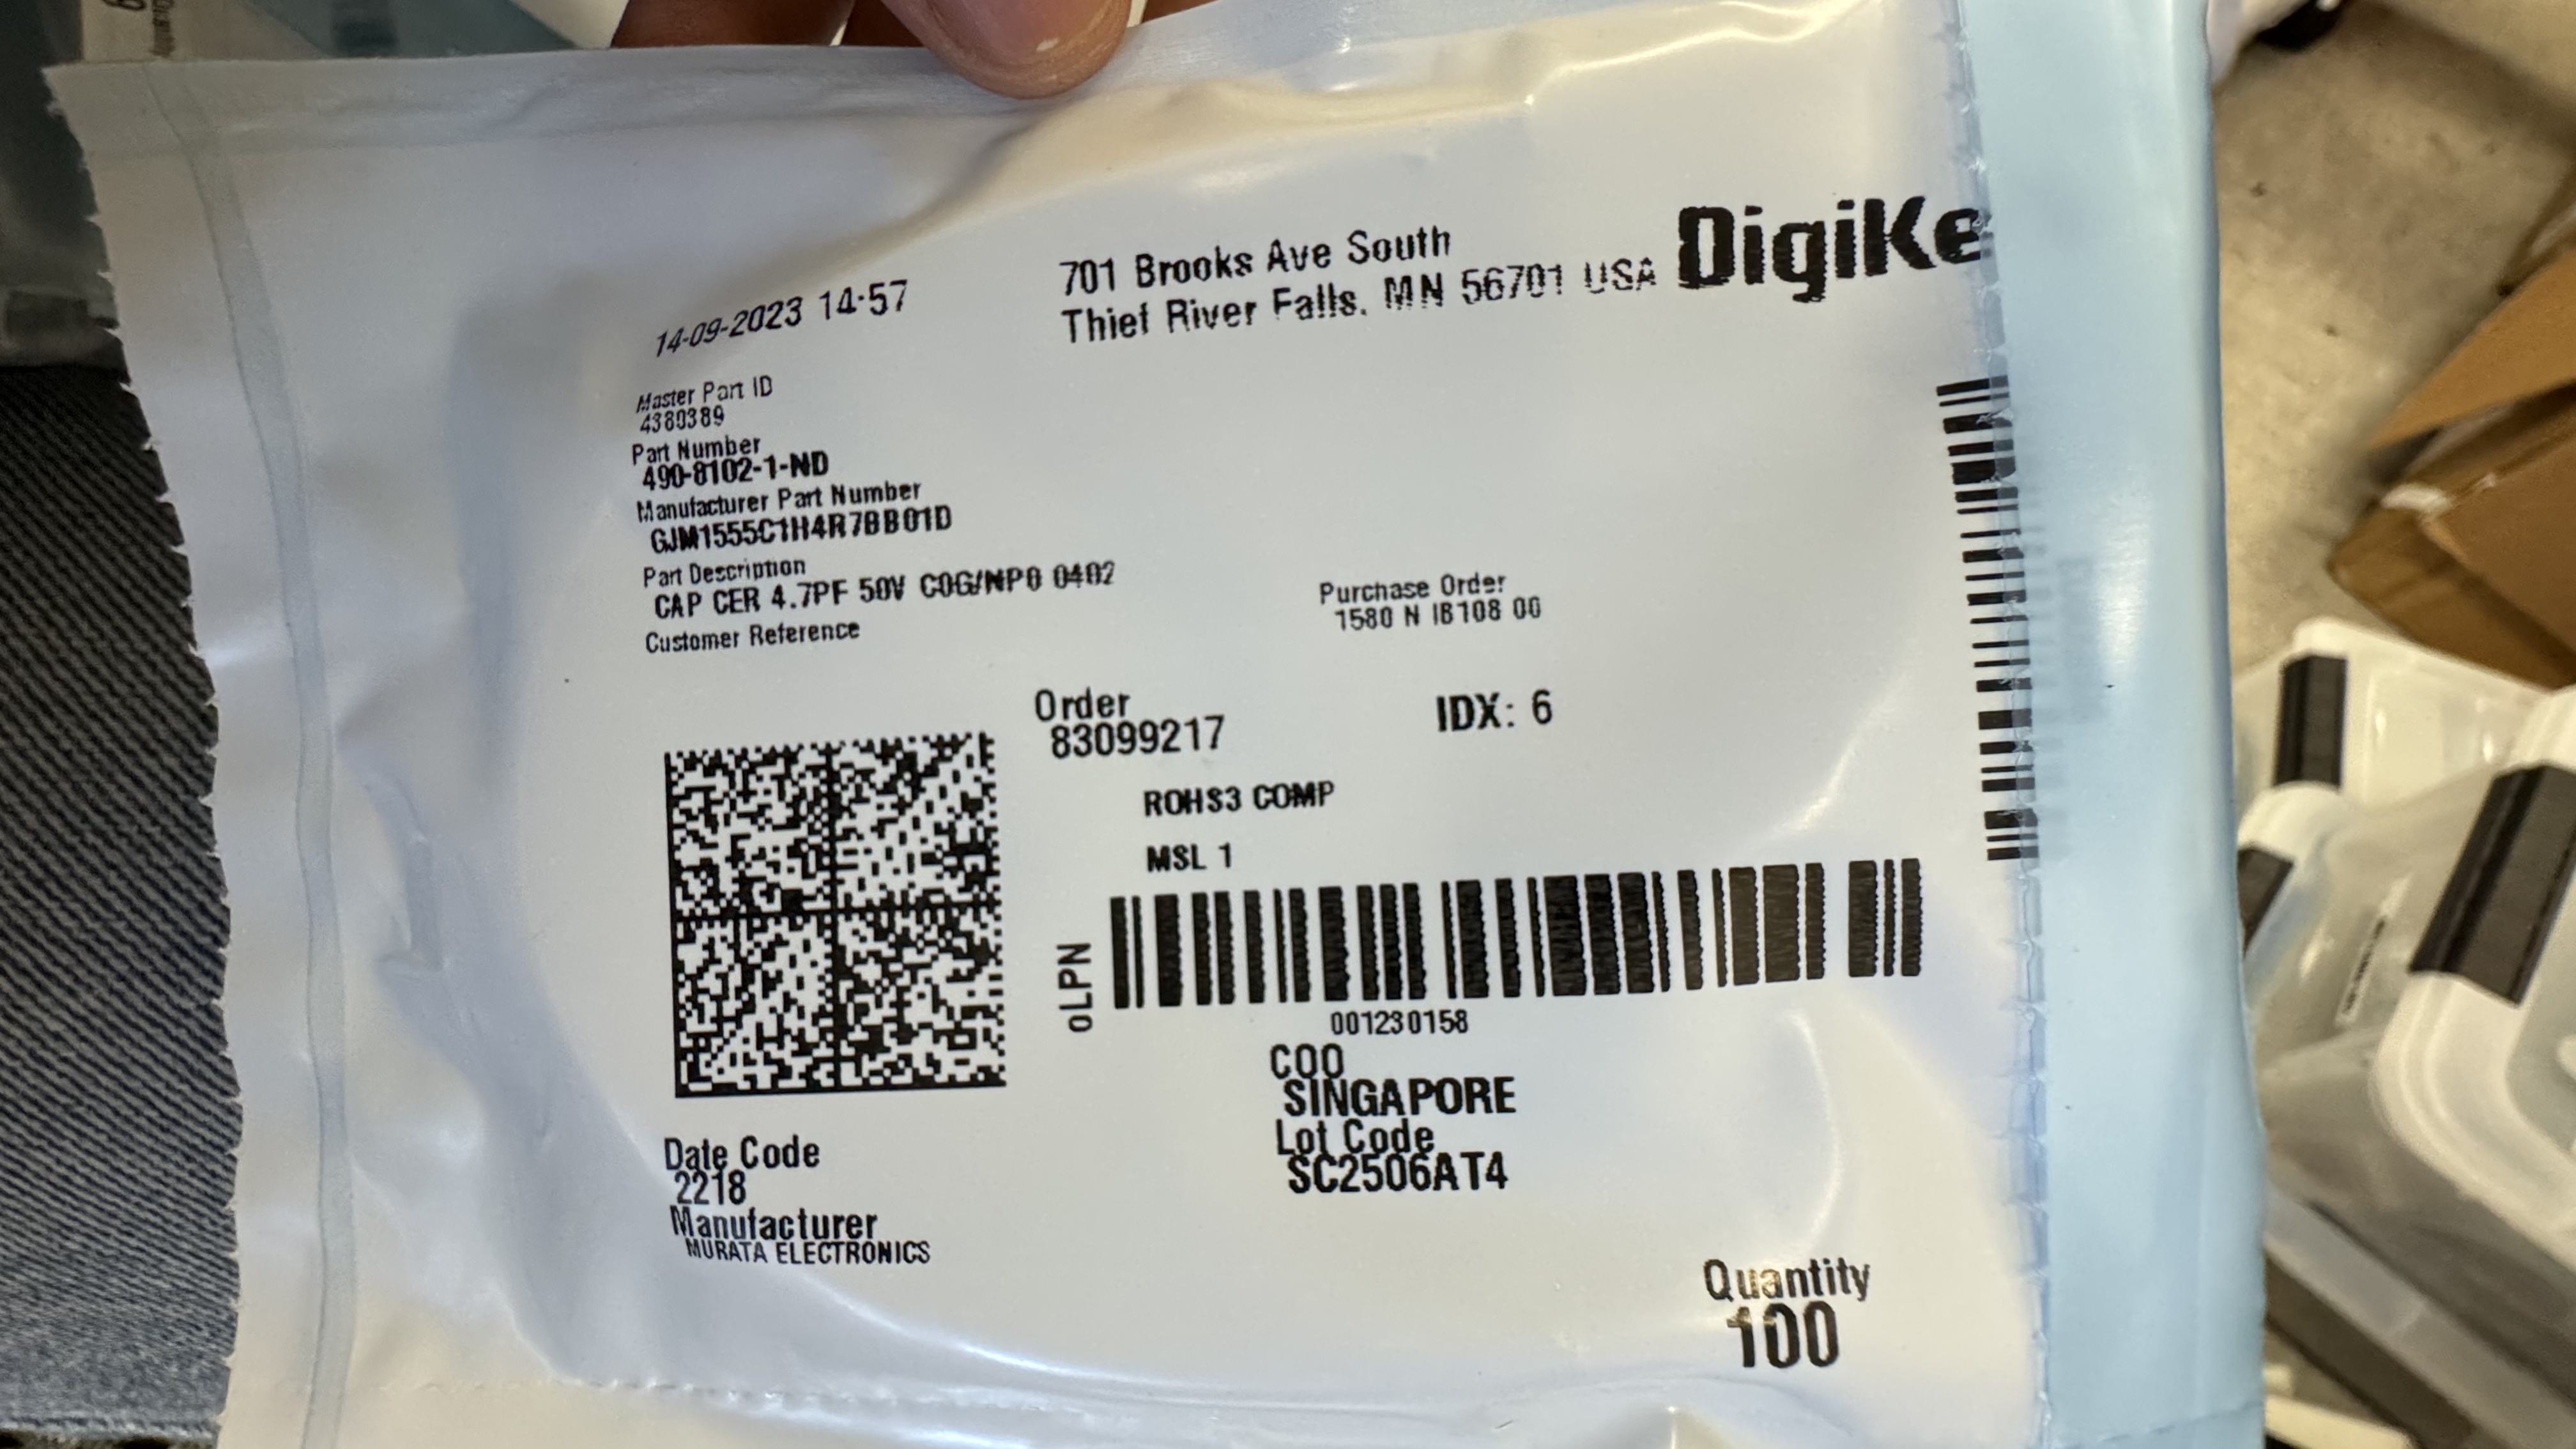 14-09-2023 14:57
701 Brooks Ave South
Thief River Falls, MN 56701 USA
DigiKe
Master Part ID
4380389
Part Number
490-8102-1-ND
Manufacturer Part Number
GJM1555C1H4R7BB01D
Part Description
CAP CER 4.7PF 50V C0G/NP0 0402
Customer Reference
Purchase Order
1580 N IB108 00
Order
83099217
IDX: 6
ROHS3 COMP
MSL 1
oLPN
001230158
COO
SINGAPORE
Lot Code
SC2506AT4
Date Code
2218
Manufacturer
MURATA ELECTRONICS
Quantity
100
Quantity